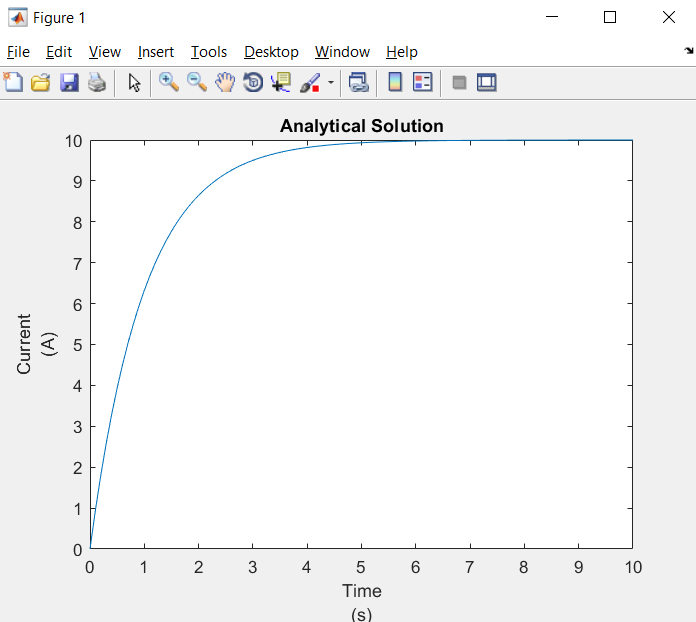 Figure 1
File Edit View Insert Tools Desktop Window Help
Analytical Solution
10
9
8
7
6
5
4
3
2
1
0
Current
(A)
0 1 2 3 4 5 6 7 8 9 10
Time
(s)